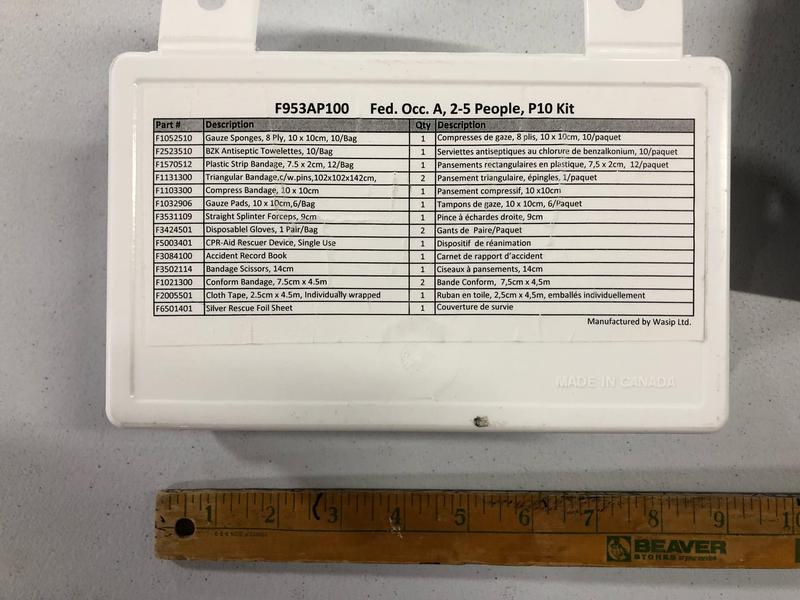 F953AP100 Fed. Occ. A, 2-5 People, P10 Kit
Part # Description Qty Description
F1052510 Gauze Sponges, 8 Ply, 10 x 10cm, 10/Bag 1 Compresses de gaze, 8 plis, 10 x 10cm, 10/paquet
F2523510 BZK Antiseptic Towelettes, 10/Bag 1 Serviettes antiseptiques au chlorure de benzalkonium, 10/paquet
F1570512 Plastic Strip Bandage, 7.5 x 2cm, 12/Bag 1 Pansements rectangulaires en plastique, 7,5 x 2cm, 12/paquet
F1131300 Triangular Bandage,c/w.pins,102x102x142cm, 2 Pansement triangulaire, épingles, 1/paquet
F1103300 Compress Bandage, 10 x 10cm 1 Pansement compressif, 10 x10cm
F1032906 Gauze Pads, 10 x 10cm,6/Bag 1 Tampons de gaze, 10 x 10cm, 6/Paquet
F3531109 Straight Splinter Forceps, 9cm 1 Pince à échardes droite, 9cm
F3424501 Disposablel Gloves, 1 Pair/Bag 2 Gants de Paire/Paquet
F5003401 CPR-Aid Rescuer Device, Single Use 1 Dispositif de réanimation
F3084100 Accident Record Book 1 Carnet de rapport d'accident
F3502114 Bandage Scissors, 14cm 1 Ciseaux à pansements, 14cm
F1021300 Conform Bandage, 7.5cm x 4.5m 2 Bande Conform, 7,5cm x 4,5m
F2005501 Cloth Tape, 2.5cm x 4.5m, Individually wrapped 1 Ruban en toile, 2,5cm x 4,5m, emballés individuellement
F6501401 Silver Rescue Foil Sheet 1 Couverture de survie
Manufactured by Wasip Ltd.
MADE IN CANADA
1 2 3 4 5 6 7 8 9 10
BEAVER